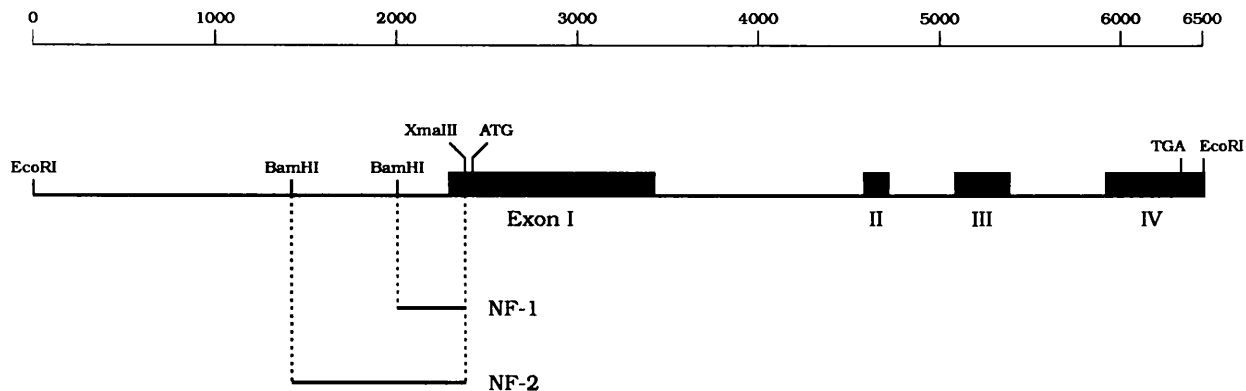 0 1000 2000 3000 4000 5000 6000 6500
XmaIII ATG
EcoRI BamHI BamHI TGA EcoRI
Exon I II III IV
NF-1
NF-2